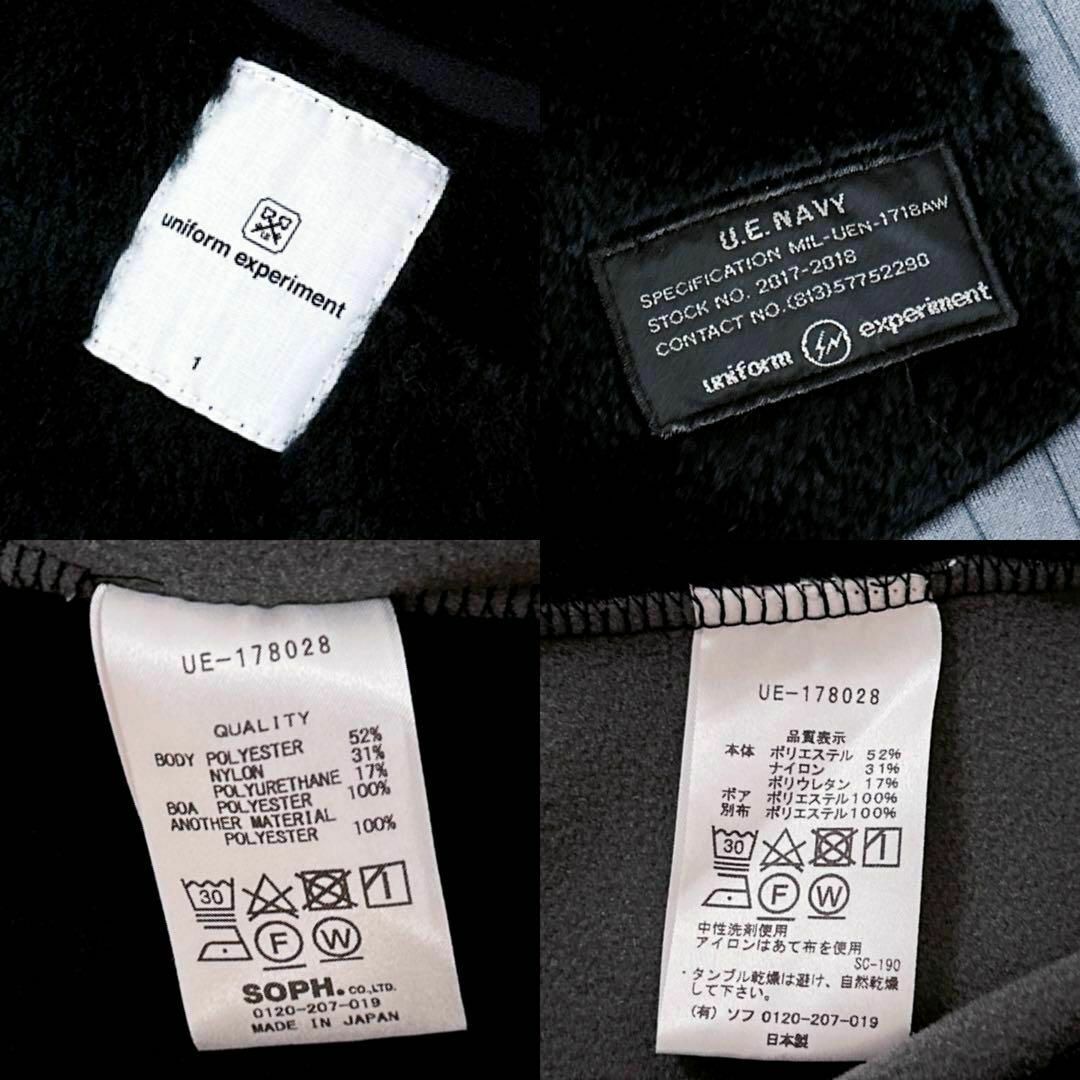 uniform experiment
1
U.E. NAVY
SPECIFICATION MIL-UEN-1718AW
STOCK NO. 2017-2018
CONTACT NO.(813)57752290
uniform experiment
UE-178028
QUALITY
BODY POLYESTER 52%
NYLON 31%
POLYURETHANE 17%
BOA POLYESTER 100%
ANOTHER MATERIAL
POLYESTER 100%
30
F W
SOPH. CO.,LTD.
0120-207-019
MADE IN JAPAN
UE-178028
品質表示
本体 ポリエステル 52%
ナイロン 31%
ポリウレタン 17%
ボア ポリエステル100%
別布 ポリエステル100%
30
F W
中性洗剤使用
アイロンはあて布を使用
SC-190
・タンブル乾燥は避け、自然乾燥
して下さい。
(有) ソフ 0120-207-019
日本製